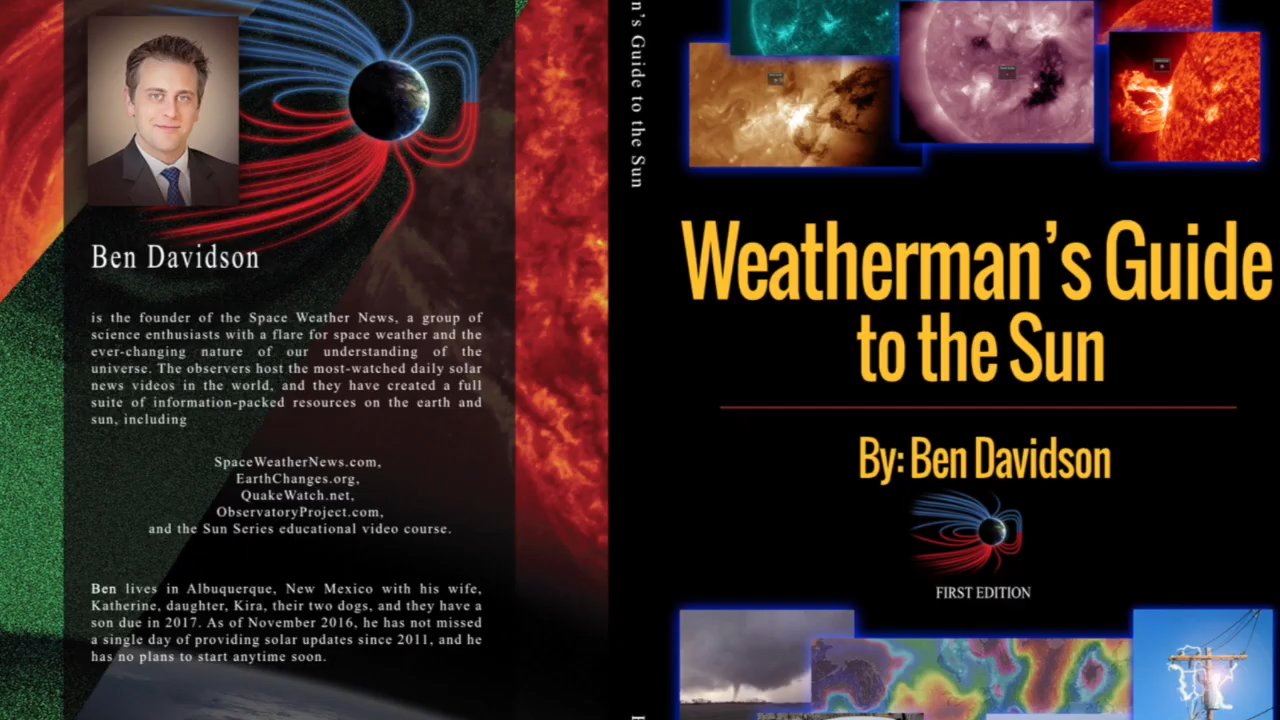 Ben Davidson
is the founder of the Space Weather News, a group of
science enthusiasts with a flare for space weather and the
ever-changing nature of our understanding of the
universe. The observers host the most-watched daily solar
news videos in the world, and they have created a full
suite of information-packed resources on the earth and
sun, including
SpaceWeatherNews.com,
EarthChanges.org,
QuakeWatch.net,
ObservatoryProject.com,
and the Sun Series educational video course.
Ben lives in Albuquerque, New Mexico with his wife,
Katherine, daughter, Kira, their two dogs, and they have a
son due in 2017. As of November 2016, he has not missed
a single day of providing solar updates since 2011, and he
has no plans to start anytime soon.
n's Guide to the Sun
Weatherman's Guide
to the Sun
By: Ben Davidson
FIRST EDITION